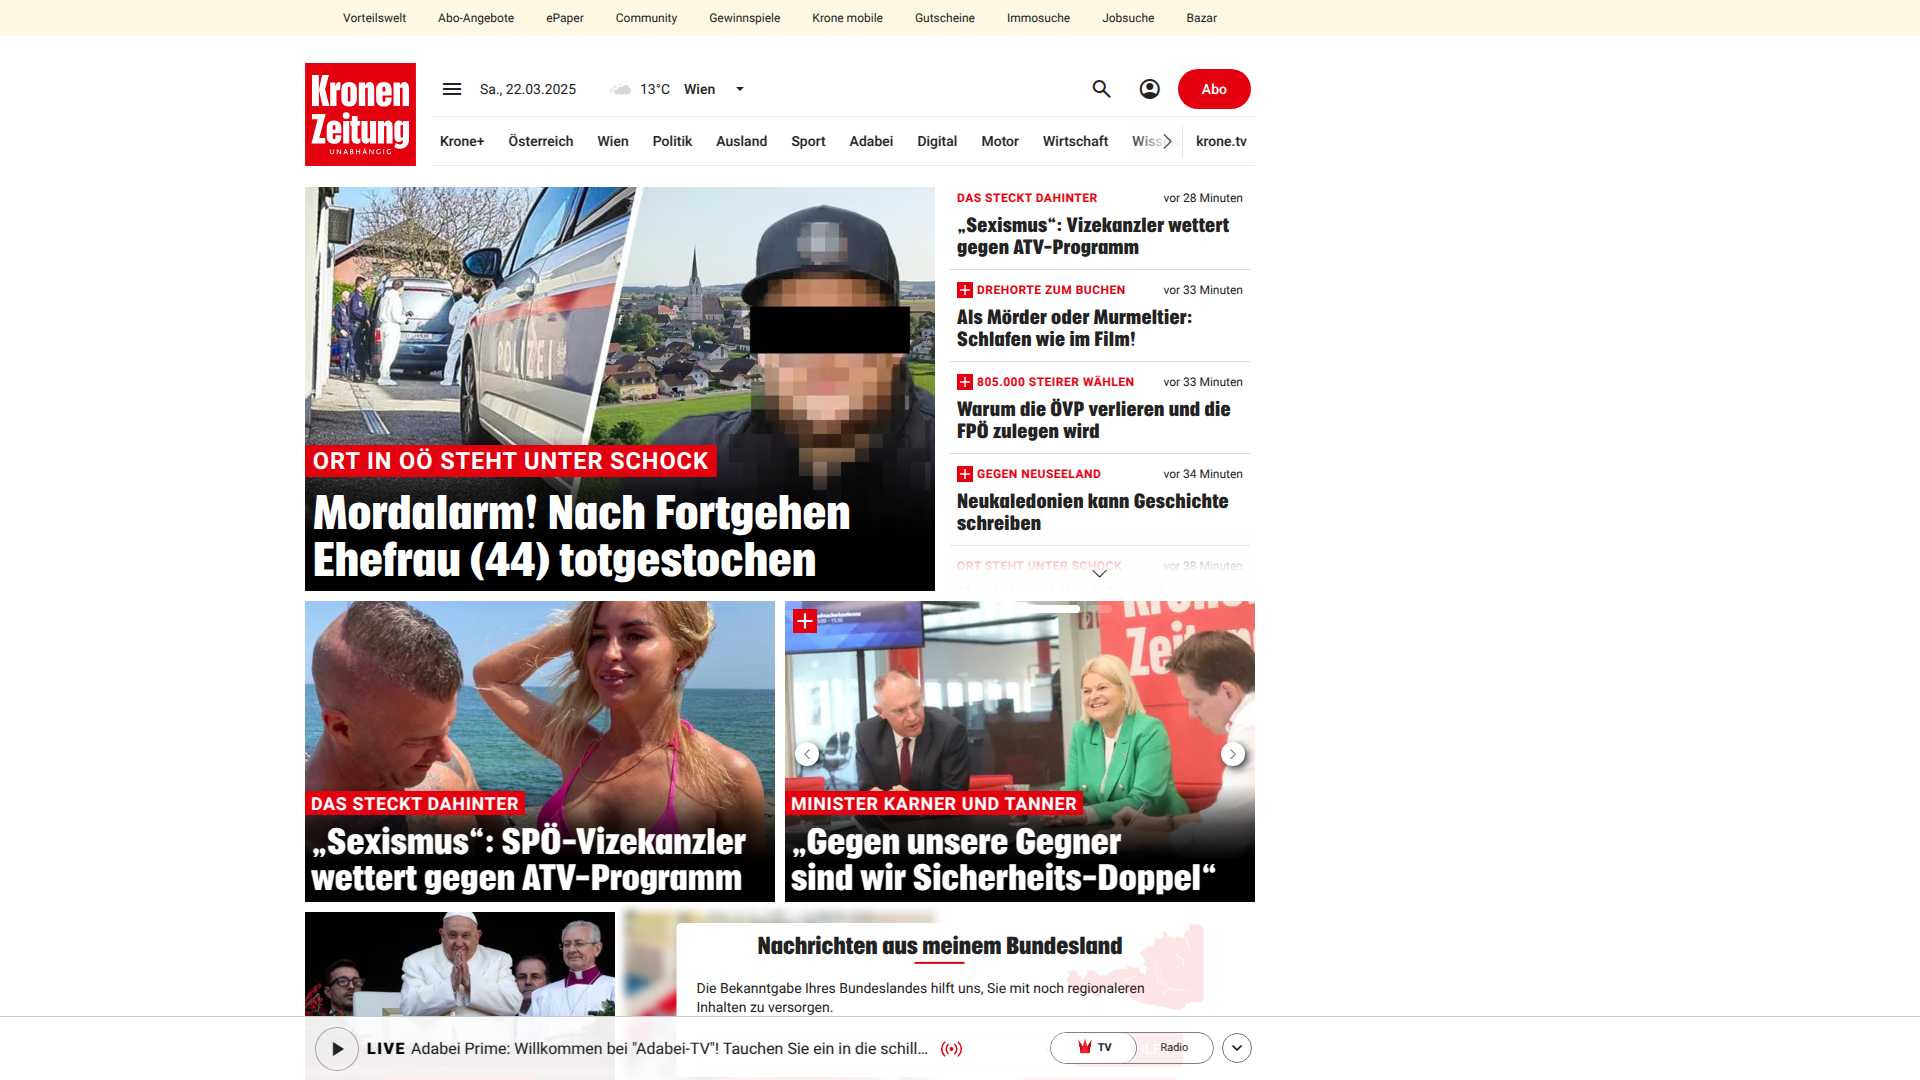 Vorteilswelt Abo-Angebote ePaper Community Gewinnspiele Krone mobile Gutscheine Immosuche Jobsuche Bazar
Kronen
Zeitung
UNABHÄNGIG
Sa., 22.03.2025 13°C Wien
Abo
Krone+ Österreich Wien Politik Ausland Sport Adabei Digital Motor Wirtschaft Wiss krone.tv
POLIZEI
ORT IN OÖ STEHT UNTER SCHOCK
Mordalarm! Nach Fortgehen
Ehefrau (44) totgestochen
DAS STECKT DAHINTER vor 28 Minuten
„Sexismus“: Vizekanzler wettert
gegen ATV-Programm
DREHORTE ZUM BUCHEN vor 33 Minuten
Als Mörder oder Murmeltier:
Schlafen wie im Film!
805.000 STEIRER WÄHLEN vor 33 Minuten
Warum die ÖVP verlieren und die
FPÖ zulegen wird
GEGEN NEUSEELAND vor 34 Minuten
Neukaledonien kann Geschichte
schreiben
ORT STEHT UNTER SCHOCK vor 38 Minuten
DAS STECKT DAHINTER
„Sexismus“: SPÖ-Vizekanzler
wettert gegen ATV-Programm
MINISTER KARNER UND TANNER
„Gegen unsere Gegner
sind wir Sicherheits-Doppel“
Nachrichten aus meinem Bundesland
Die Bekanntgabe Ihres Bundeslandes hilft uns, Sie mit noch regionaleren
Inhalten zu versorgen.
LIVE Adabei Prime: Willkommen bei "Adabei-TV"! Tauchen Sie ein in die schill...
TV Radio